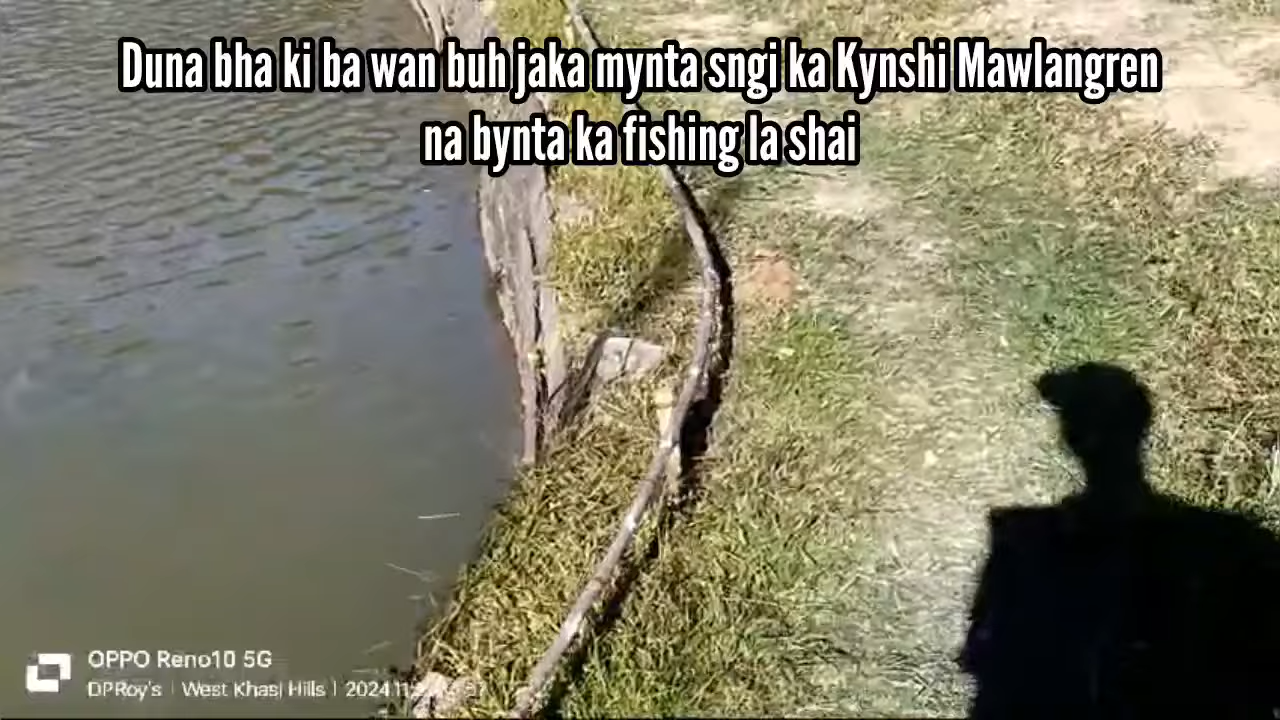 Duna bha ki ba wan buh jaka mynta sngi ka Kynshi Mawlangren
na bynta ka fishing la shai
OPPO Reno10 5G
DPRoy's | West Khasi Hills | 2024